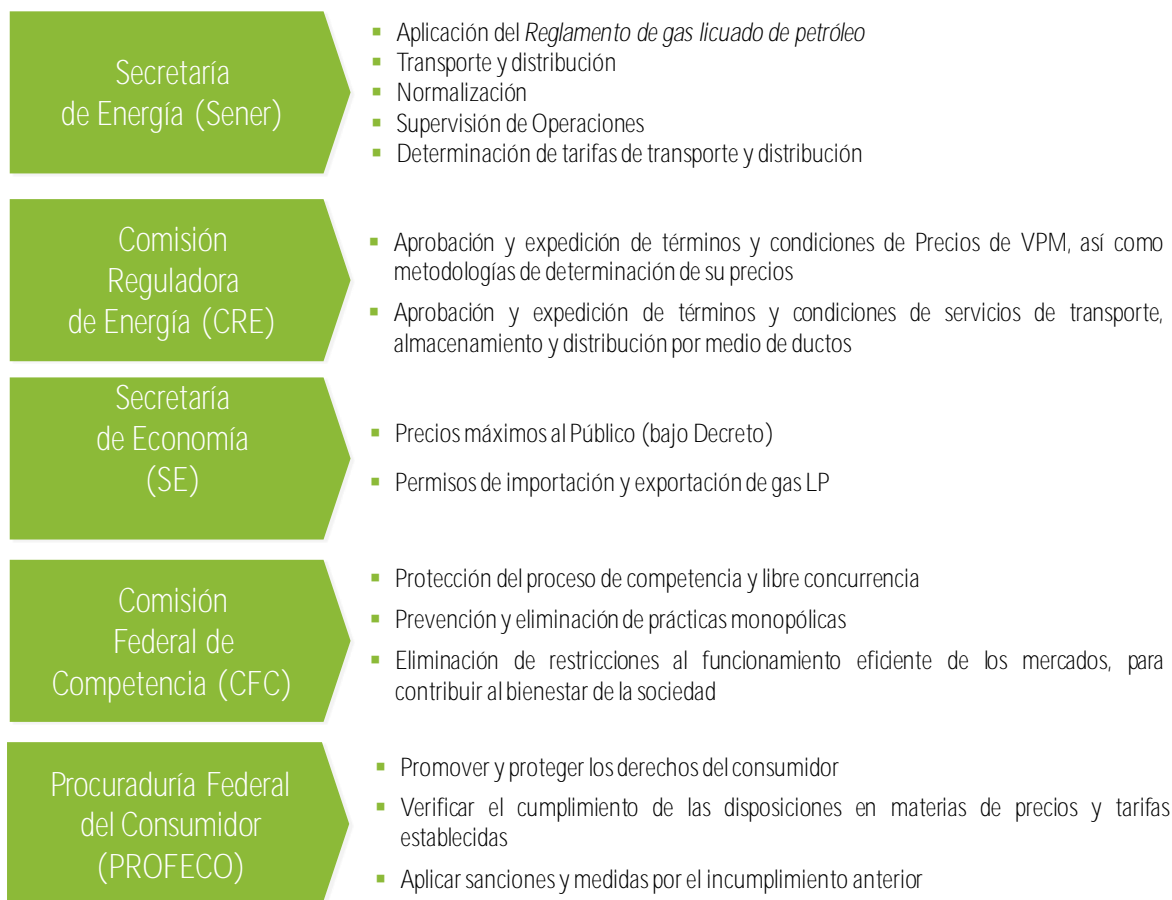 Secretaría
de Energía (Sener)
Aplicación del Reglamento de gas licuado de petróleo
Transporte y distribución
Normalización
Supervisión de Operaciones
Determinación de tarifas de transporte y distribución
Comisión
Reguladora
de Energía (CRE)
Aprobación y expedición de términos y condiciones de Precios de VPM, así como
metodologías de determinación de su precios
Aprobación y expedición de términos y condiciones de servicios de transporte,
almacenamiento y distribución por medio de ductos
Secretaría
de Economía
(SE)
Precios máximos al Público (bajo Decreto)
Permisos de importación y exportación de gas LP
Comisión
Federal de
Competencia (CFC)
Protección del proceso de competencia y libre concurrencia
Prevención y eliminación de prácticas monopólicas
Eliminación de restricciones al funcionamiento eficiente de los mercados, para
contribuir al bienestar de la sociedad
Procuraduría Federal
del Consumidor
(PROFECO)
Promover y proteger los derechos del consumidor
Verificar el cumplimiento de las disposiciones en materias de precios y tarifas
establecidas
Aplicar sanciones y medidas por el incumplimiento anterior